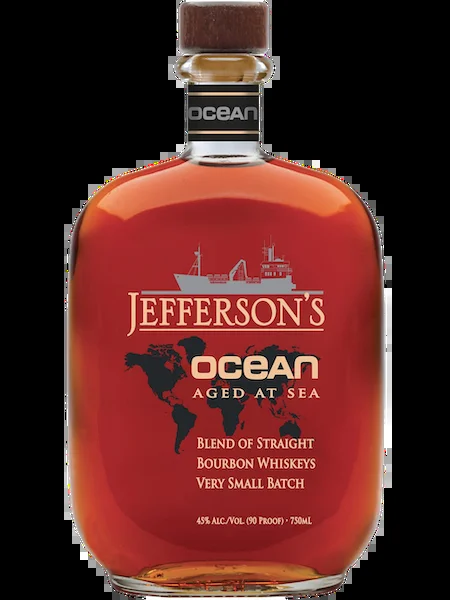 OCEAN
JEFFERSON'S
OCEAN
AGED AT SEA
BLEND OF STRAIGHT
BOURBON WHISKEYS
VERY SMALL BATCH
45% ALC./VOL. (90 PROOF) · 750ML